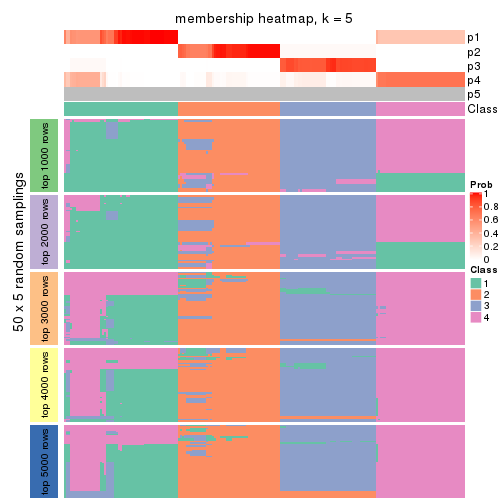 membership heatmap, k = 5
p1
p2
p3
p4
p5
Class
50 x 5 random samplings
top 1000 rows
top 2000 rows
top 3000 rows
top 4000 rows
top 5000 rows
Prob
1
0.8
0.6
0.4
0.2
0
Class
1
2
3
4